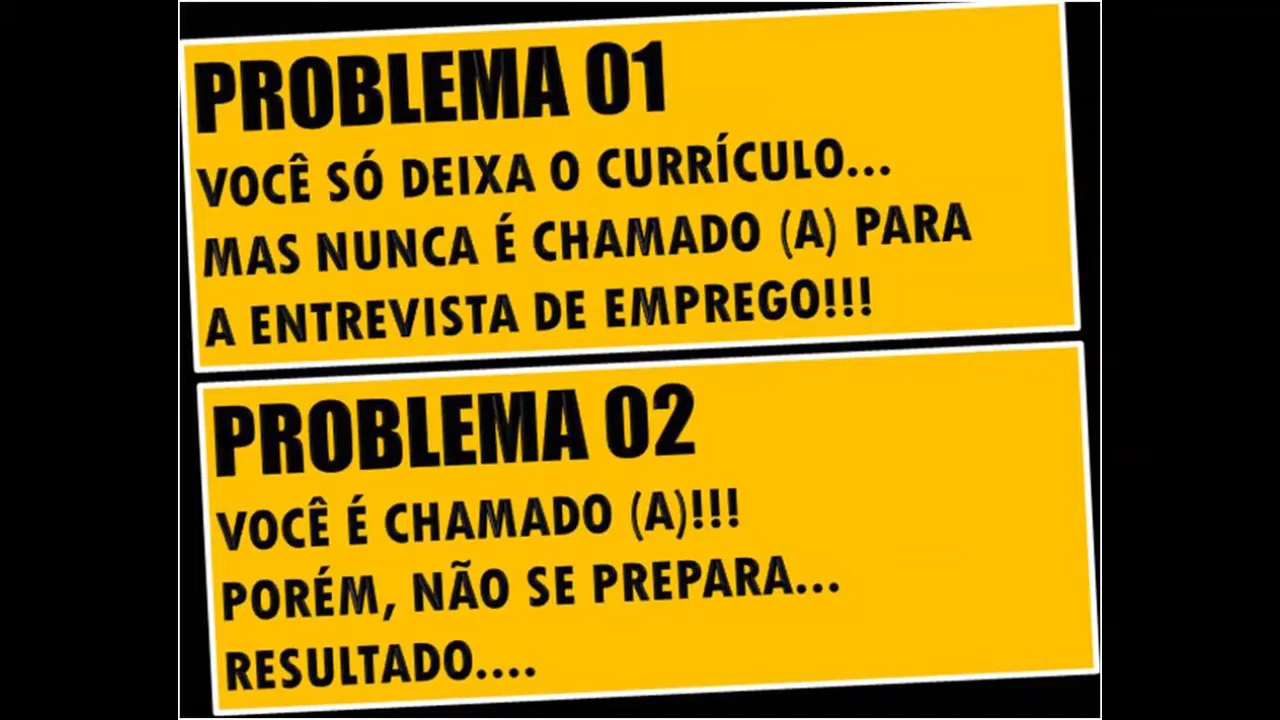 PROBLEMA 01
VOCÊ SÓ DEIXA O CURRÍCULO...
MAS NUNCA É CHAMADO (A) PARA
A ENTREVISTA DE EMPREGO!!!
PROBLEMA 02
VOCÊ É CHAMADO (A)!!!
PORÉM, NÃO SE PREPARA...
RESULTADO....